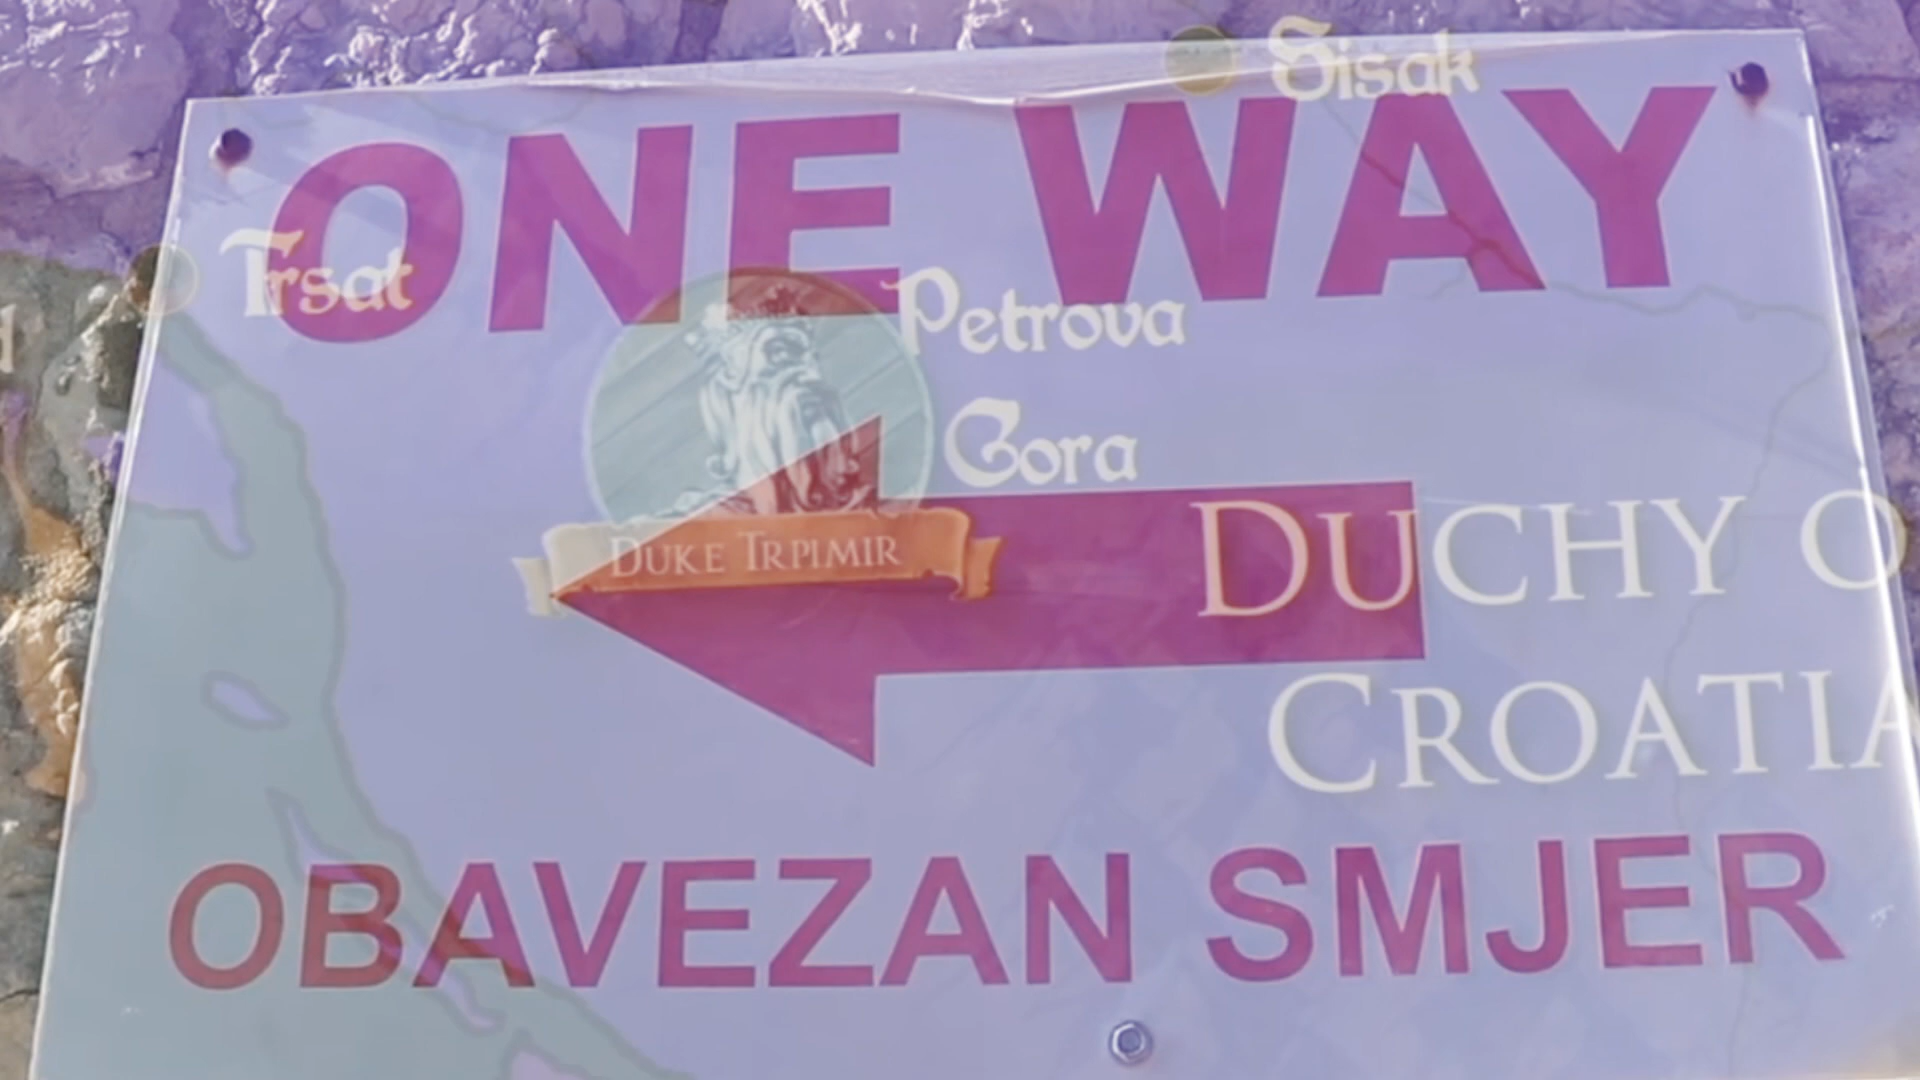 Sisak
ONE WAY
Trsat
Petrova
Gora
DUCHY O
DUKE TRPIMIR
CROATIA
OBAVEZAN SMJER